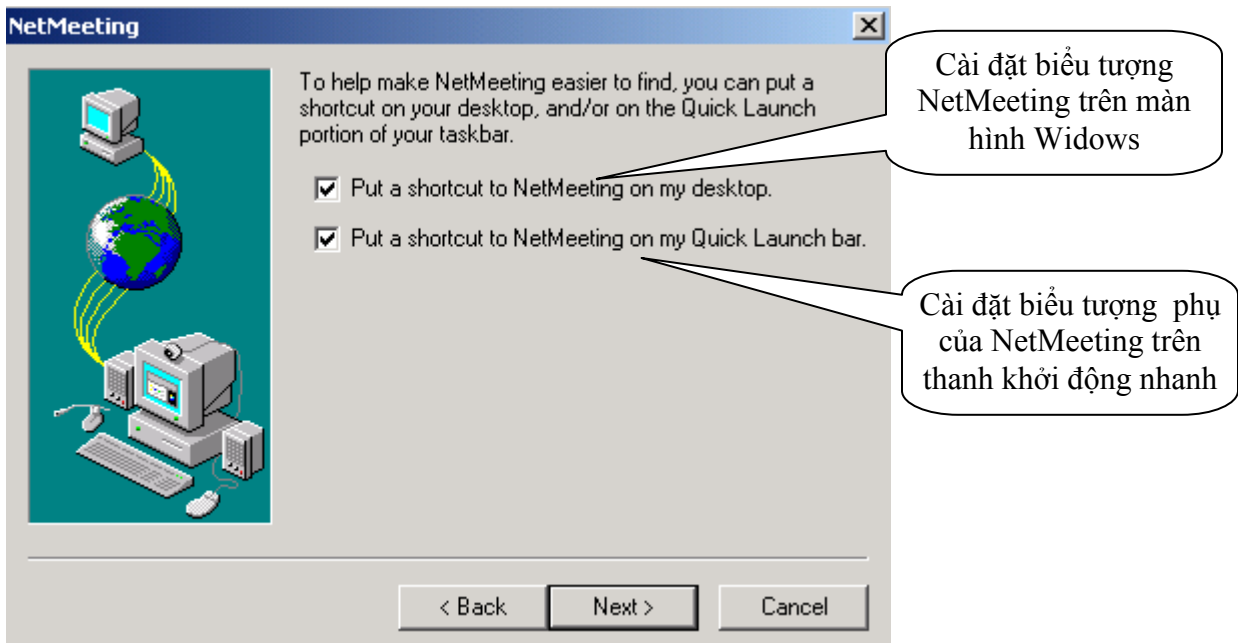 NetMeeting
To help make NetMeeting easier to find, you can put a
shortcut on your desktop, and/or on the Quick Launch
portion of your taskbar.
Put a shortcut to NetMeeting on my desktop.
Put a shortcut to NetMeeting on my Quick Launch bar.
< Back
Next >
Cancel
Cài đặt biểu tượng
NetMeeting trên màn
hình Widows
Cài đặt biểu tượng phụ
của NetMeeting trên
thanh khởi động nhanh